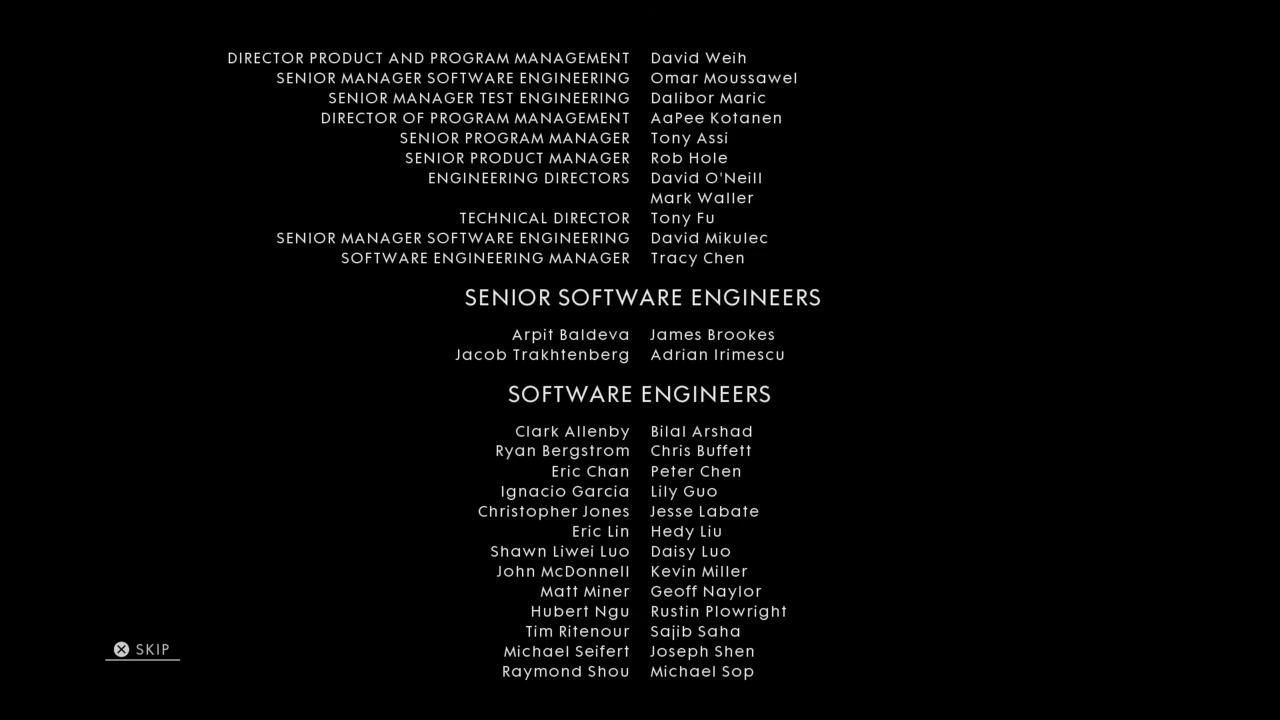 DIRECTOR PRODUCT AND PROGRAM MANAGEMENT David Weih
SENIOR MANAGER SOFTWARE ENGINEERING Omar Moussawel
SENIOR MANAGER TEST ENGINEERING Dalibor Maric
DIRECTOR OF PROGRAM MANAGEMENT AaPee Kotanen
SENIOR PROGRAM MANAGER Tony Assi
SENIOR PRODUCT MANAGER Rob Hole
ENGINEERING DIRECTORS David O'Neill
Mark Waller
TECHNICAL DIRECTOR Tony Fu
SENIOR MANAGER SOFTWARE ENGINEERING David Mikulec
SOFTWARE ENGINEERING MANAGER Tracy Chen
SENIOR SOFTWARE ENGINEERS
Arpit Baldeva James Brookes
Jacob Trakhtenberg Adrian Irimescu
SOFTWARE ENGINEERS
Clark Allenby Bilal Arshad
Ryan Bergstrom Chris Buffett
Eric Chan Peter Chen
Ignacio Garcia Lily Guo
Christopher Jones Jesse Labate
Eric Lin Hedy Liu
Shawn Liwei Luo Daisy Luo
John McDonnell Kevin Miller
Matt Miner Geoff Naylor
Hubert Ngu Rustin Plowright
Tim Ritenour Sajib Saha
Michael Seifert Joseph Shen
Raymond Shou Michael Sop
SKIP